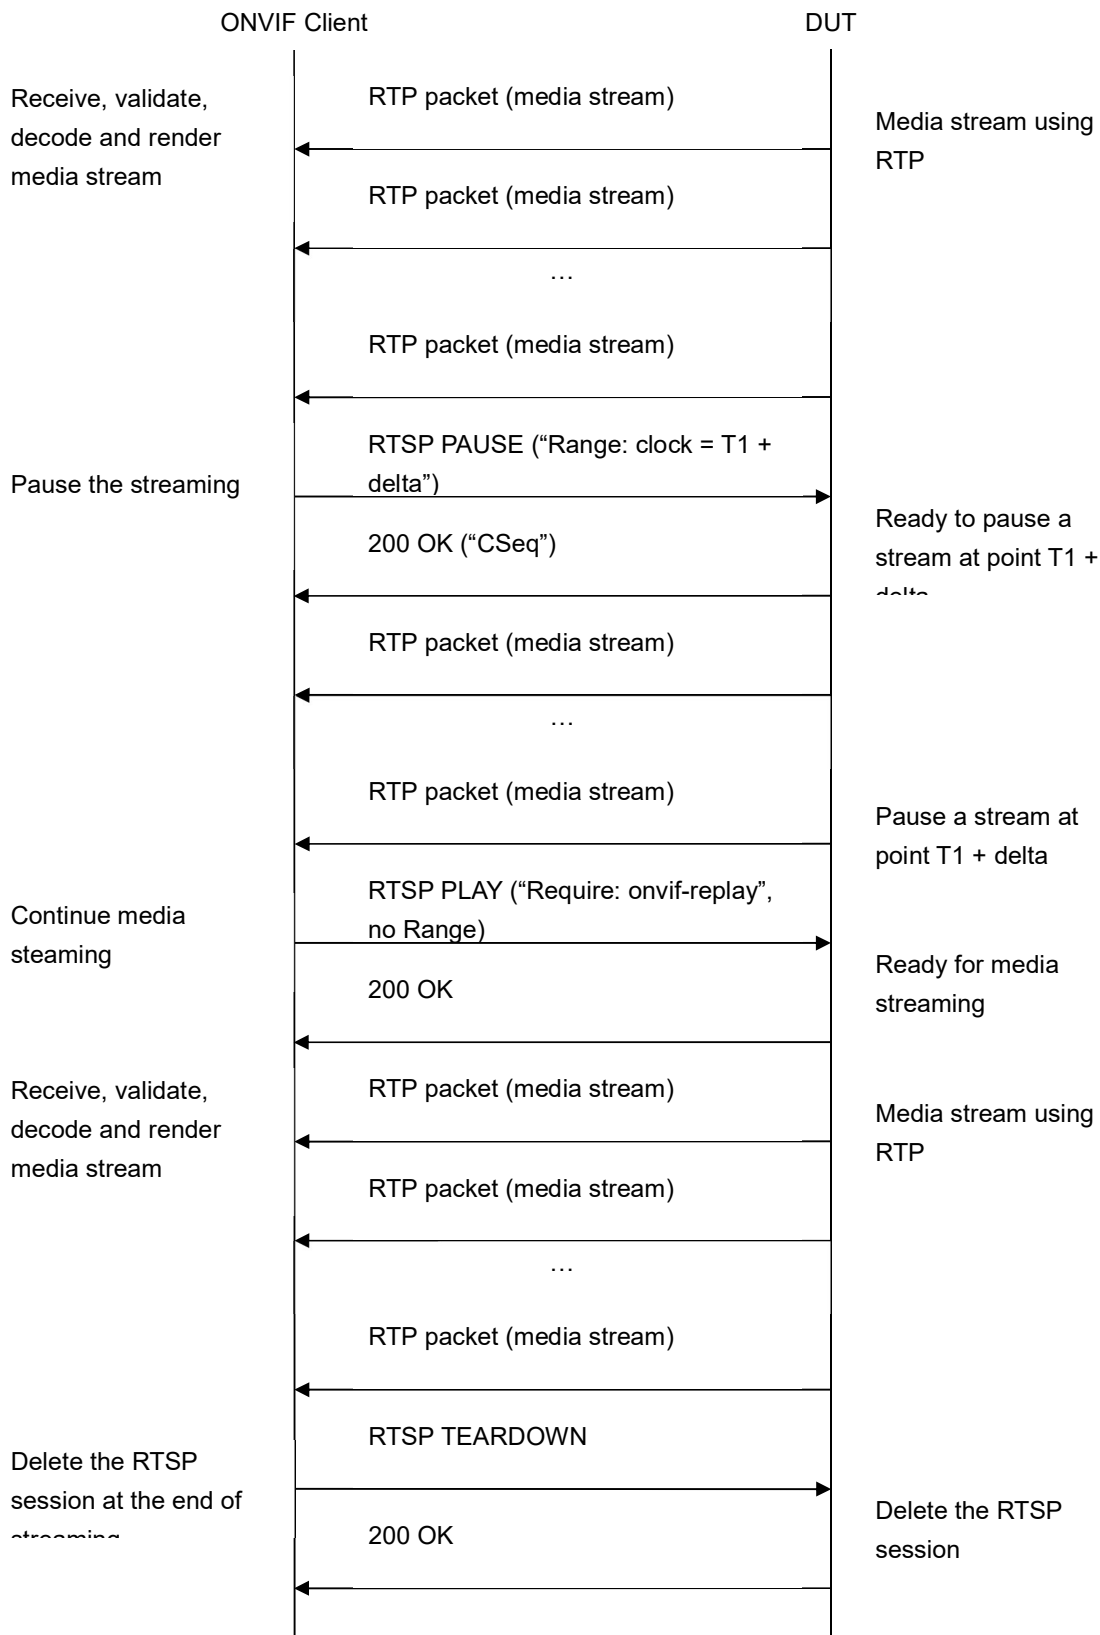 ONVIF Client
DUT
RTP packet (media stream)
Receive, validate,
decode and render
media stream
Media stream using
RTP
RTP packet (media stream)
…
RTP packet (media stream)
RTSP PAUSE (“Range: clock = T1 +
delta”)
Pause the streaming
200 OK (“CSeq”)
Ready to pause a
stream at point T1 +
delta
RTP packet (media stream)
…
RTP packet (media stream)
Pause a stream at
point T1 + delta
RTSP PLAY (“Require: onvif-replay”,
no Range)
Continue media
steaming
200 OK
Ready for media
streaming
RTP packet (media stream)
Receive, validate,
decode and render
media stream
Media stream using
RTP
RTP packet (media stream)
…
RTP packet (media stream)
RTSP TEARDOWN
Delete the RTSP
session at the end of
streaming
200 OK
Delete the RTSP
session